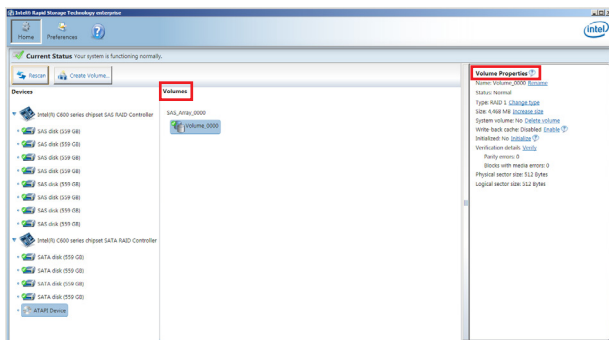 Intel® Rapid Storage Technology enterprise
Home
Preferences
intel
Current Status Your system is functioning normally.
Rescan
Create Volume...
Devices
Intel(R) C600 series chipset SAS RAID Controller
SAS disk (559 GB)
SAS disk (559 GB)
SAS disk (559 GB)
SAS disk (559 GB)
SAS disk (559 GB)
SAS disk (559 GB)
SAS disk (559 GB)
Intel(R) C600 series chipset SATA RAID Controller
SATA disk (559 GB)
SATA disk (559 GB)
SATA disk (559 GB)
SATA disk (559 GB)
ATAPI Device
Volumes
SAS_Array_0000
Volume_0000
Volume Properties ?
Name: Volume_0000 Rename
Status: Normal
Type: RAID 1 Change type
Size: 4,468 MB Increase size
System volume: No Delete volume
Write-back cache: Disabled Enable ?
Initialized: No Initialize ?
Verification details Verify
Parity errors: 0
Blocks with media errors: 0
Physical sector size: 512 Bytes
Logical sector size: 512 Bytes